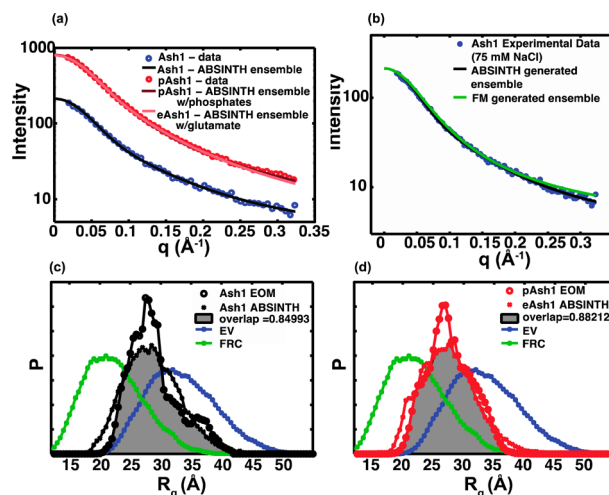 (a)
1000
100
10
Intensity
Ash1 – data
Ash1 – ABSINTH ensemble
pAsh1 – data
pAsh1 – ABSINTH ensemble
w/phosphates
eAsh1 – ABSINTH ensemble
w/glutamate
0 0.05 0.1 0.15 0.2 0.25 0.3 0.35
q (Å⁻¹)
(b)
100
10
Intensity
Ash1 Experimental Data
(75 mM NaCl)
ABSINTH generated
ensemble
FM generated ensemble
0 0.05 0.1 0.15 0.2 0.25 0.3
q (Å⁻¹)
(c)
P
Ash1 EOM
Ash1 ABSINTH
overlap =0.84993
EV
FRC
15 20 25 30 35 40 45 50
Rg (Å)
(d)
P
pAsh1 EOM
eAsh1 ABSINTH
overlap=0.88212
EV
FRC
15 20 25 30 35 40 45 50
Rg (Å)